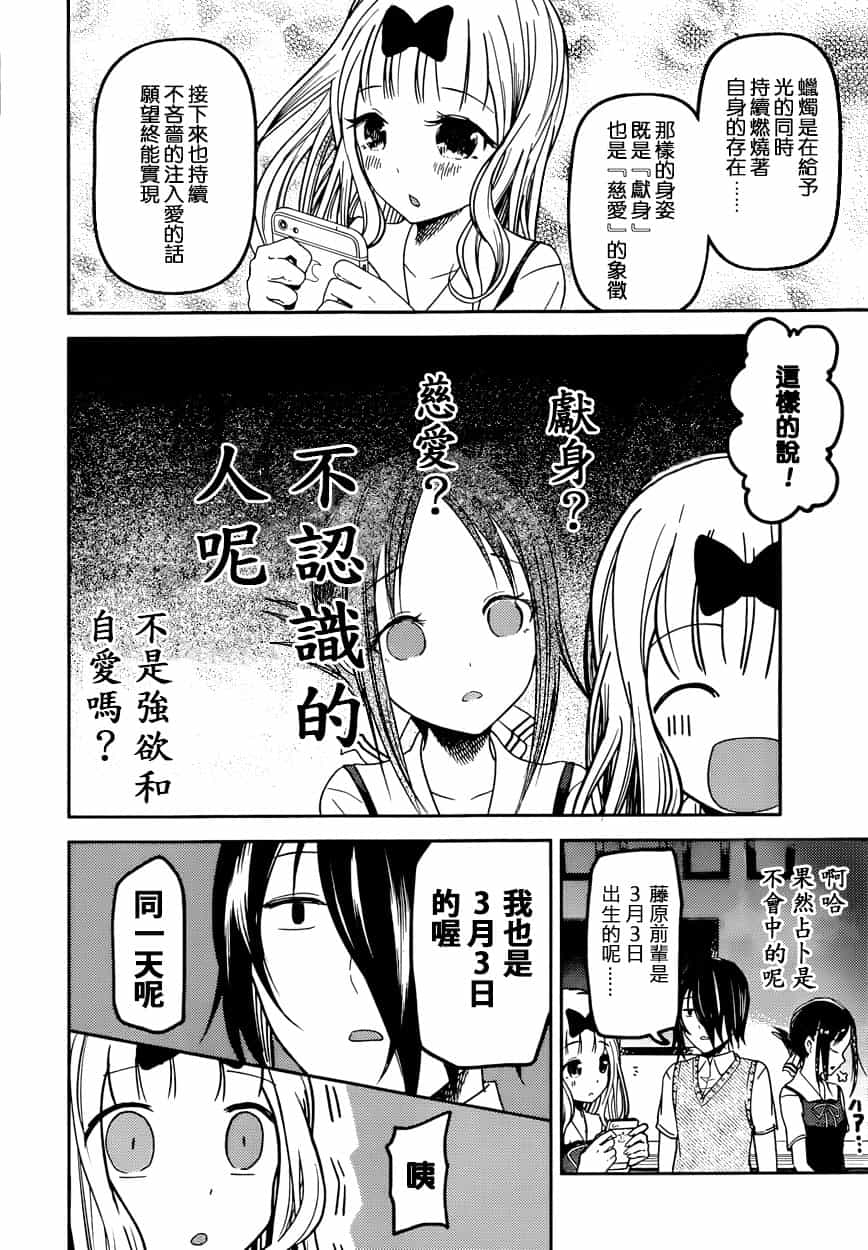 蠟燭是在給予
光的同時
持續燃燒著
自身的存在……
那樣的身姿
既是『獻身』
也是『慈愛』的象徵
接下來也持續
不吝嗇的注入愛的話
願望終能實現
這樣的說！
獻身？
慈愛？
不認識的
人呢
不是強欲和
自愛嗎？
啊哈
果然占卜是
不會中的呢
藤原前輩是
3月3日
出生的呢……
ハ？…
我也是
3月3日
的喔
同一天呢
咦